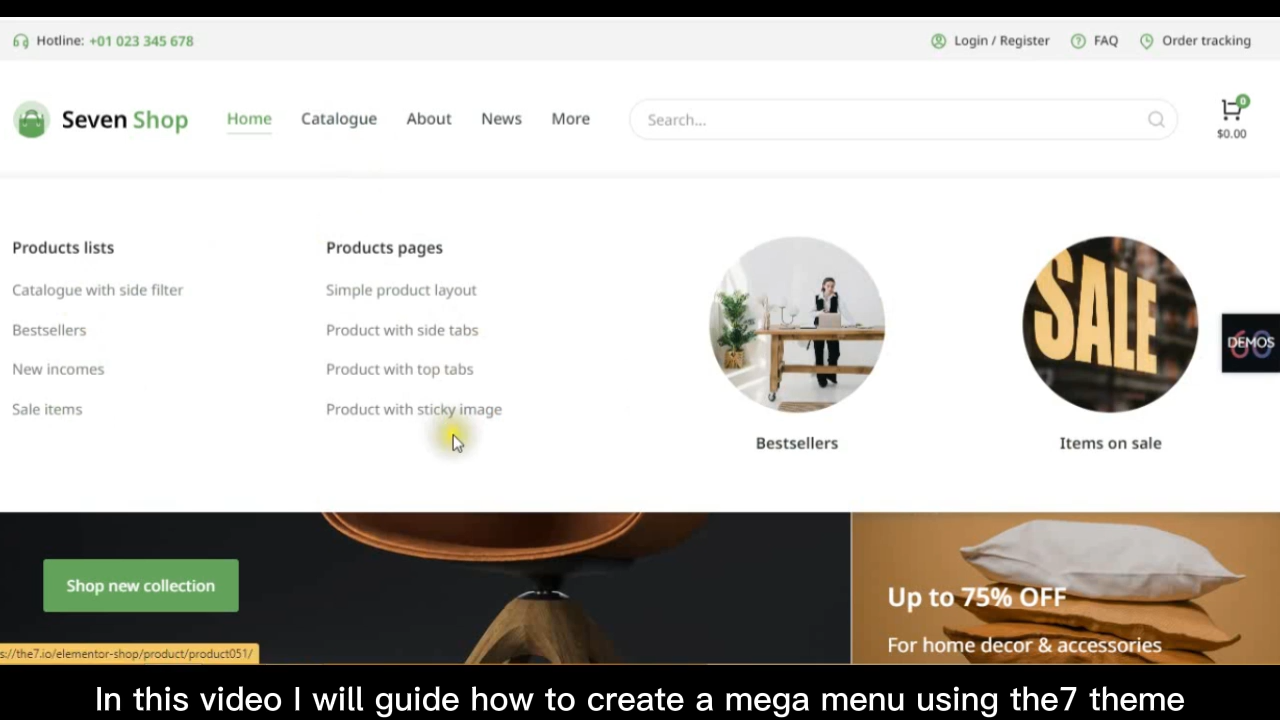 Hotline: +01 023 345 678
Login / Register
FAQ
Order tracking
Seven Shop
Home
Catalogue
About
News
More
Search...
0
$0.00
Products lists
Catalogue with side filter
Bestsellers
New incomes
Sale items
Products pages
Simple product layout
Product with side tabs
Product with top tabs
Product with sticky image
Bestsellers
SALE
Items on sale
DEMOS
Shop new collection
Up to 75% OFF
For home decor & accessories
s://the7.io/elementor-shop/product/product051/
In this video I will guide how to create a mega menu using the7 theme